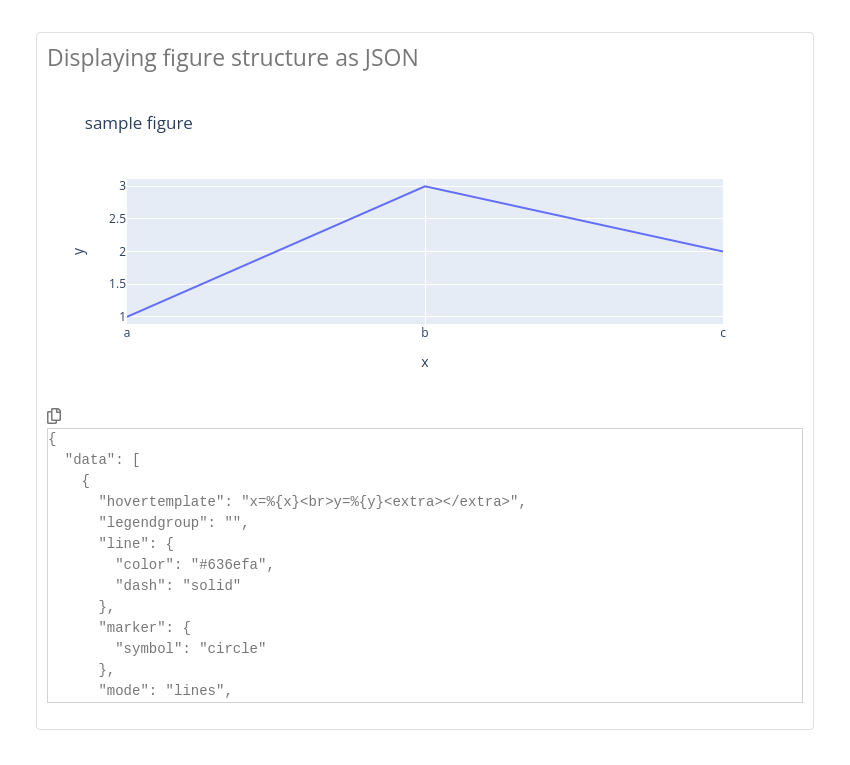 Displaying figure structure as JSON
sample figure
3
2.5
2
1.5
1
y
a b c
x
{
  "data": [
    {
      "hovertemplate": "x=%{x}<br>y=%{y}<extra></extra>",
      "legendgroup": "",
      "line": {
        "color": "#636efa",
        "dash": "solid"
      },
      "marker": {
        "symbol": "circle"
      },
      "mode": "lines",